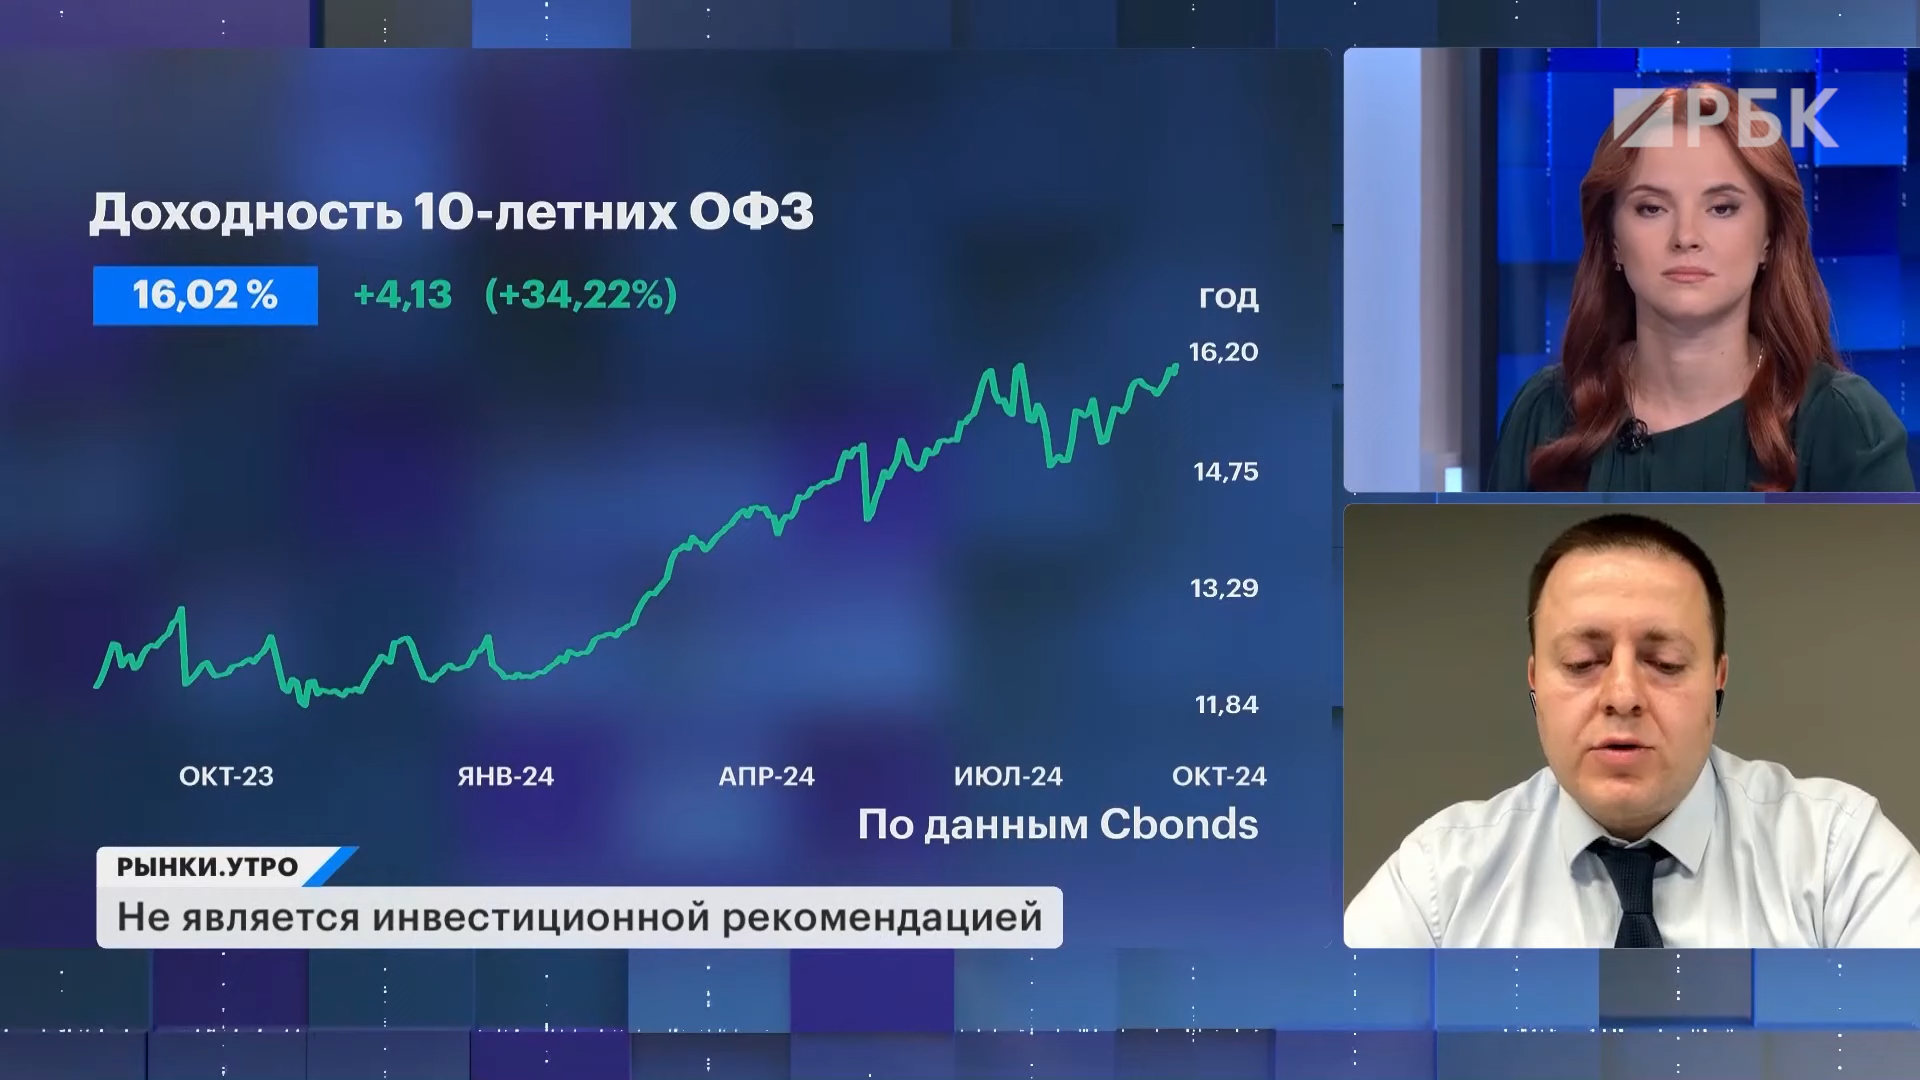 РБК
Доходность 10-летних ОФЗ
16,02 % +4,13 (+34,22%)
ГОД
16,20
14,75
13,29
11,84
ОКТ-23 ЯНВ-24 АПР-24 ИЮЛ-24 ОКТ-24
По данным Cbonds
РЫНКИ.УТРО
Не является инвестиционной рекомендацией